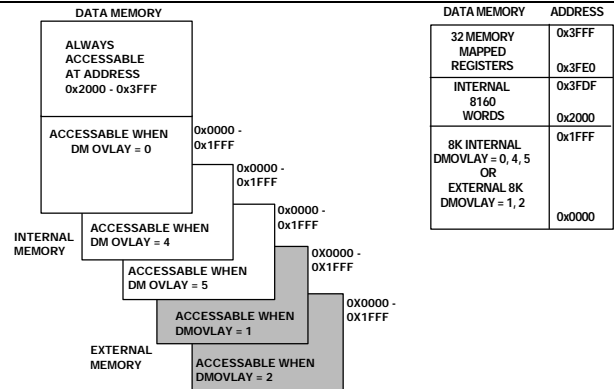 DATA MEMORY
ALWAYS
ACCESSABLE
AT ADDRESS
0x2000 - 0x3FFF
ACCESSABLE WHEN
DM OVLAY = 0
0x0000 -
0x1FFF
0x0000 -
0x1FFF
ACCESSABLE WHEN
DM OVLAY = 4
0x0000 -
0x1FFF
INTERNAL
MEMORY
ACCESSABLE WHEN
DM OVLAY = 5
0X0000 -
0X1FFF
ACCESSABLE WHEN
DMOVLAY = 1
0X0000 -
0X1FFF
EXTERNAL
MEMORY
ACCESSABLE WHEN
DMOVLAY = 2
DATA MEMORY ADDRESS
32 MEMORY 0x3FFF
MAPPED
REGISTERS 0x3FE0
INTERNAL 0x3FDF
8160
WORDS 0x2000
0x1FFF
8K INTERNAL
DMOVLAY = 0, 4, 5
OR
EXTERNAL 8K
DMOVLAY = 1, 2
0x0000